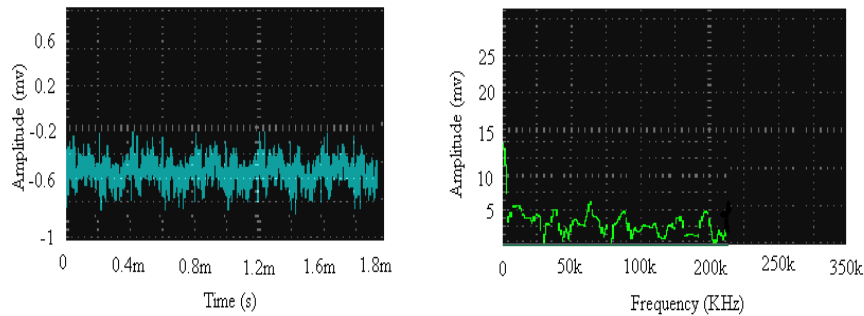 Amplitude (mv)
0.6
0.2
-0.2
-0.6
-1
0 0.4m 0.8m 1.2m 1.6m 1.8m
Time (s)
Amplitude (mv)
25
20
15
10
5
0 50k 100k 200k 250k 350k
Frequency (KHz)